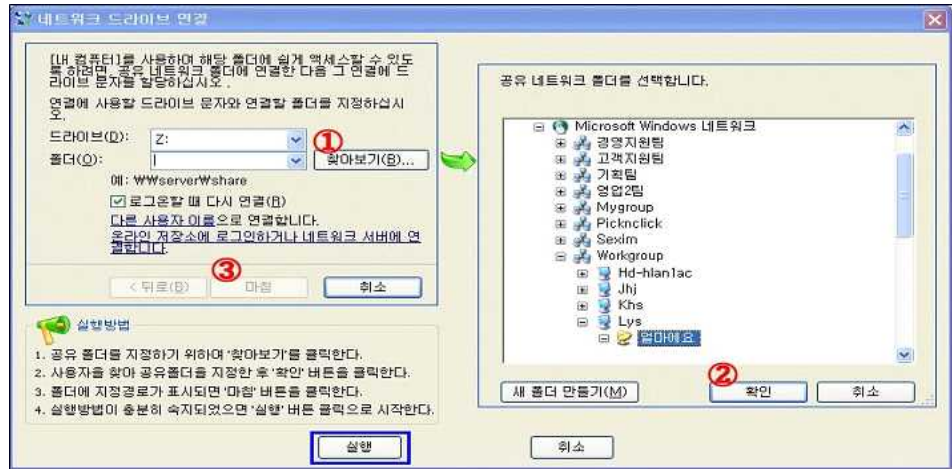 네트워크 드라이브 연결
[내 컴퓨터]를 사용하여 해당 폴더에 쉽게 액세스할 수 있도
록 하려면, 공유 네트워크 폴더에 연결한 다음 그 연결에 드
라이브 문자를 할당하십시오.
연결에 사용할 드라이브 문자와 연결할 폴더를 지정하십시
오.
드라이브(D): Z:
①
폴더(O): 찾아보기(B)...
예: ₩₩server₩share
로그온할 때 다시 연결(R)
다른 사용자 이름으로 연결합니다.
온라인 저장소에 로그인하거나 네트워크 서버에 연
결합니다.
③
< 뒤로(B) 마침 취소
실행방법
1. 공유 폴더를 지정하기 위하여 '찾아보기'를 클릭한다.
2. 사용자을 찾아 공유폴더을 지정한 후 '확인' 버튼을 클릭한다.
3. 폴더에 지정경로가 표시되면 '마침' 버튼을 클릭한다.
4. 실행방법이 충분히 숙지되었으면 '실행' 버튼 클릭으로 시작한다.
공유 네트워크 폴더를 선택합니다.
Microsoft Windows 네트워크
경영지원팀
고객지원팀
기획팀
영업2팀
Mygroup
Picknclick
Sexim
Workgroup
Hd-hlan1ac
Jhj
Khs
Lys
얼마에요
②
새 폴더 만들기(M) 확인 취소
실행 취소